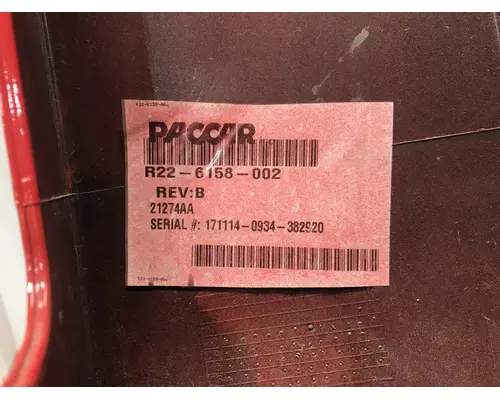 PACCAR
R22-6158-002
REV:B
21274AA
SERIAL #: 171114-0934-382920